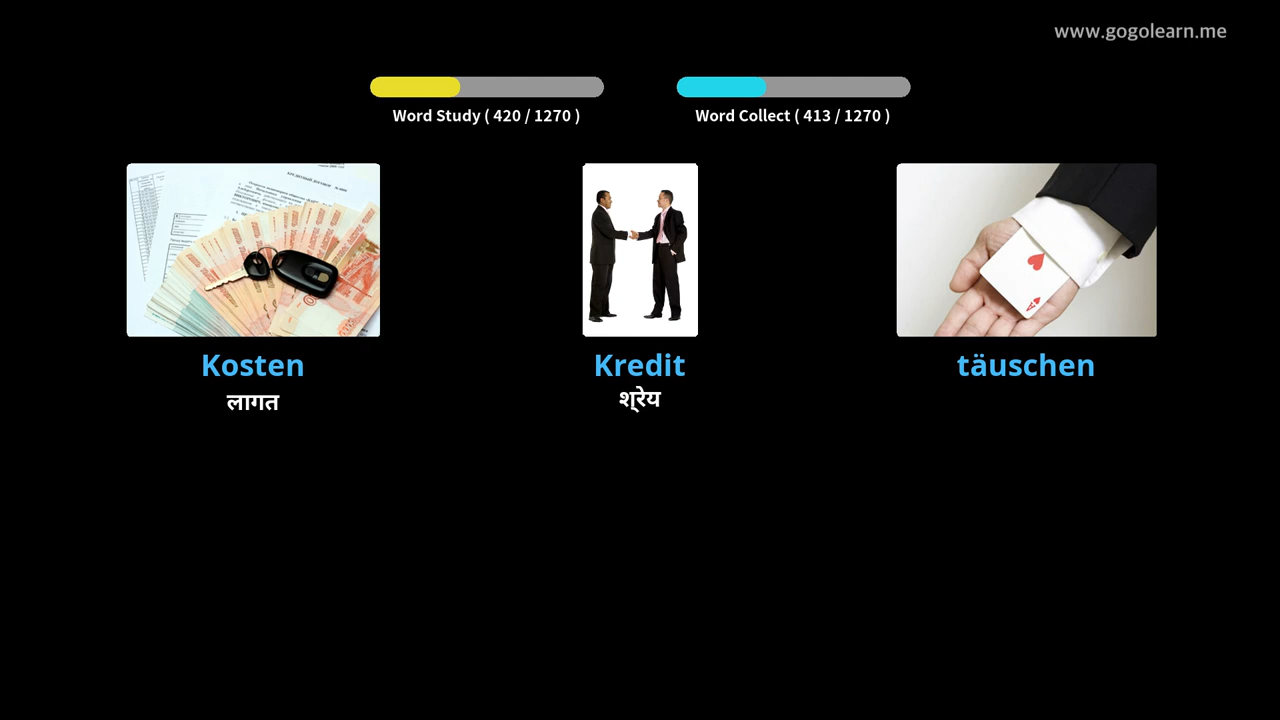 www.gogolearn.me
Word Study ( 420 / 1270 )
Word Collect ( 413 / 1270 )
Kosten
Kredit
täuschen
लागत
श्रेय